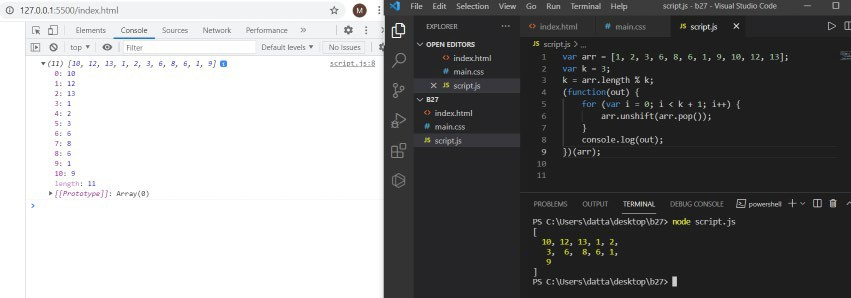 127.0.0.1:5500/index.html
M
Elements Console Sources Network Performance »
top Filter Default levels No Issues
(11) [10, 12, 13, 1, 2, 3, 6, 8, 6, 1, 9] i script.js:8
0: 10
1: 12
2: 13
3: 1
4: 2
5: 3
6: 6
7: 8
8: 6
9: 1
10: 9
length: 11
[[Prototype]]: Array(0)
>
File Edit Selection View Go Run Terminal Help script.js - b27 - Visual Studio Code
EXPLORER ...
OPEN EDITORS
index.html
# main.css
× JS script.js
B27
index.html
# main.css
JS script.js
index.html # main.css JS script.js ×
JS script.js > ...
1 var arr = [1, 2, 3, 6, 8, 6, 1, 9, 10, 12, 13];
2 var k = 3;
3 k = arr.length % k;
4 (function(out) {
5 for (var i = 0; i < k + 1; i++) {
6 arr.unshift(arr.pop());
7 }
8 console.log(out);
9 })(arr);
10
11
PROBLEMS OUTPUT TERMINAL DEBUG CONSOLE powershell
PS C:\Users\datta\desktop\b27> node script.js
[
10, 12, 13, 1, 2,
3, 6, 8, 6, 1,
9
]
PS C:\Users\datta\desktop\b27>